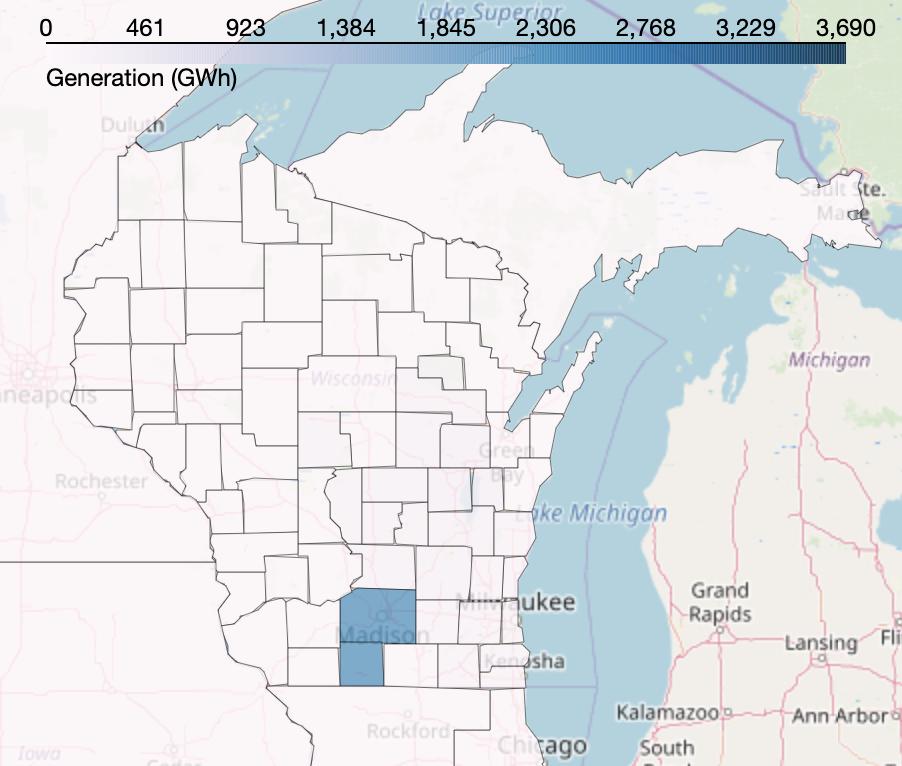 Lake Superior
0 461 923 1,384 1,845 2,306 2,768 3,229 3,690
Generation (GWh)
Duluth
Sault Ste.
Marie
Michigan
Wisconsin
neapolis
Green
Bay
Rochester
Lake Michigan
Grand
Rapids
Milwaukee
Madison
Lansing
Fli
Kenosha
Kalamazoo
Ann Arbor
Rockford
Chicago
South
Iowa